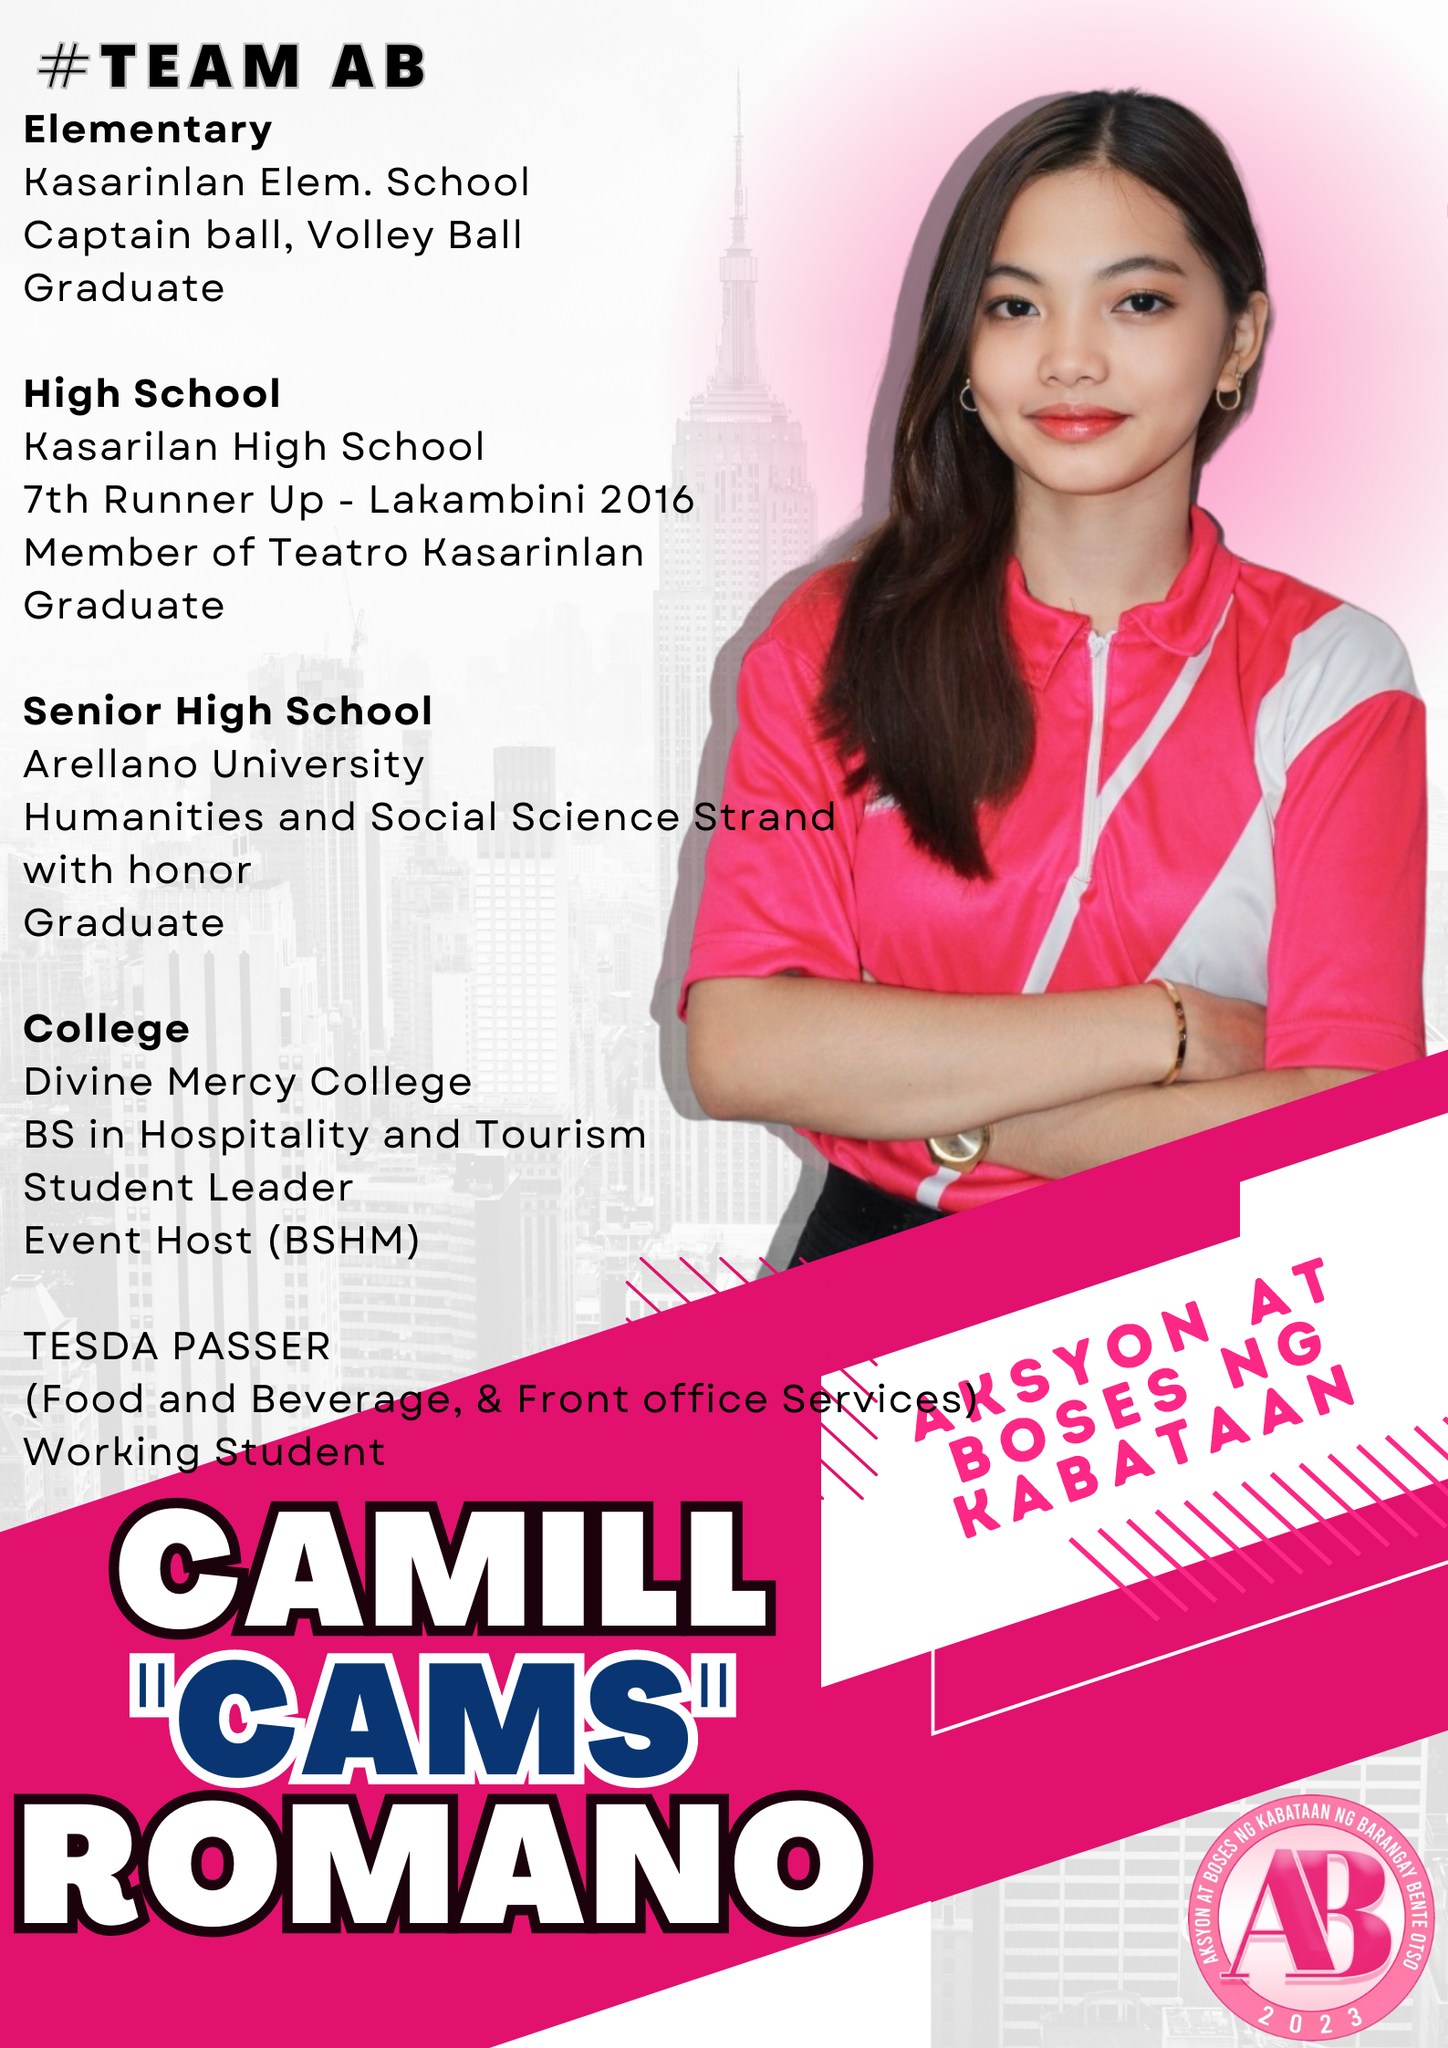 #TEAM AB
Elementary
Kasarinlan Elem. School
Captain ball, Volley Ball
Graduate
High School
Kasarilan High School
7th Runner Up - Lakambini 2016
Member of Teatro Kasarinlan
Graduate
Senior High School
Arellano University
Humanities and Social Science Strand
with honor
Graduate
College
Divine Mercy College
BS in Hospitality and Tourism
Student Leader
Event Host (BSHM)
TESDA PASSER
(Food and Beverage, & Front office Services)
Working Student
AKSYON AT
BOSES NG
KABATAAN
CAMILL
"CAMS"
ROMANO
AKSYON AT BOSES NG KABATAAN NG BARANGAY BENTE OTSO
AB
2023